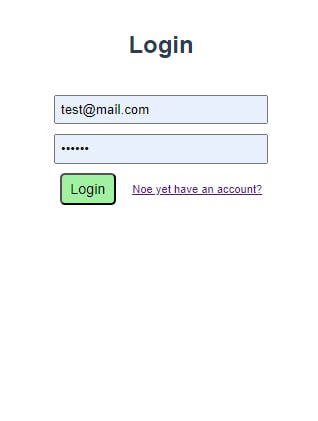 Login
test@mail.com
••••••
Login
Noe yet have an account?